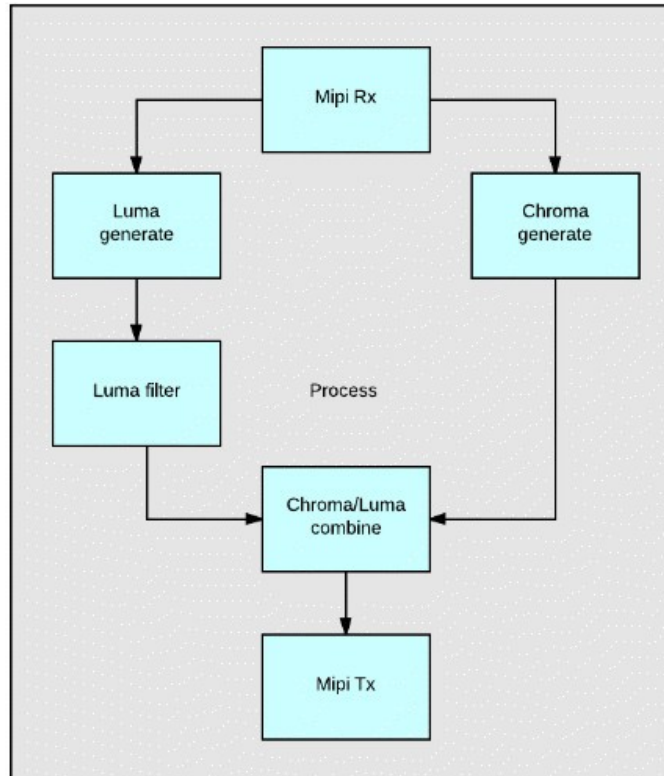 Mipi Rx
Luma
generate
Chroma
generate
Luma filter
Process
Chroma/Luma
combine
Mipi Tx